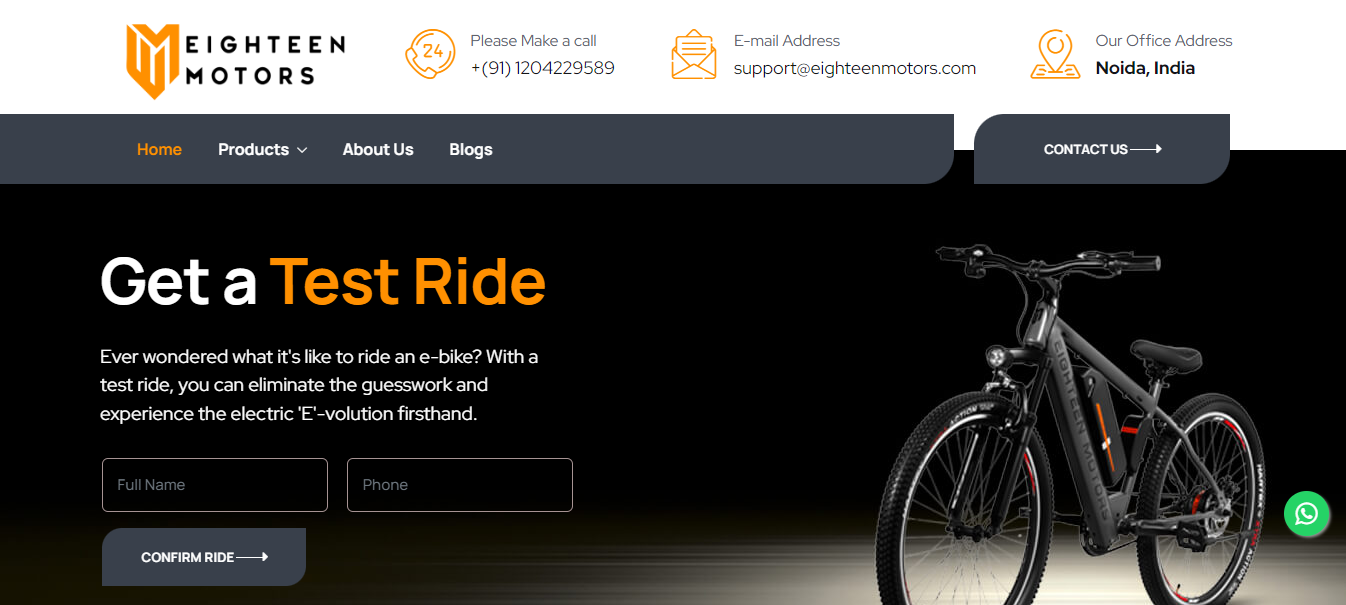 EIGHTEEN
MOTORS
24
Please Make a call
+(91) 1204229589
E-mail Address
support@eighteenmotors.com
Our Office Address
Noida, India
Home
Products
About Us
Blogs
CONTACT US
Get a Test Ride
Ever wondered what it's like to ride an e-bike? With a
test ride, you can eliminate the guesswork and
experience the electric 'E'-volution firsthand.
Full Name
Phone
CONFIRM RIDE
EIGHTEEN MOTORS
ACTION
ACTION